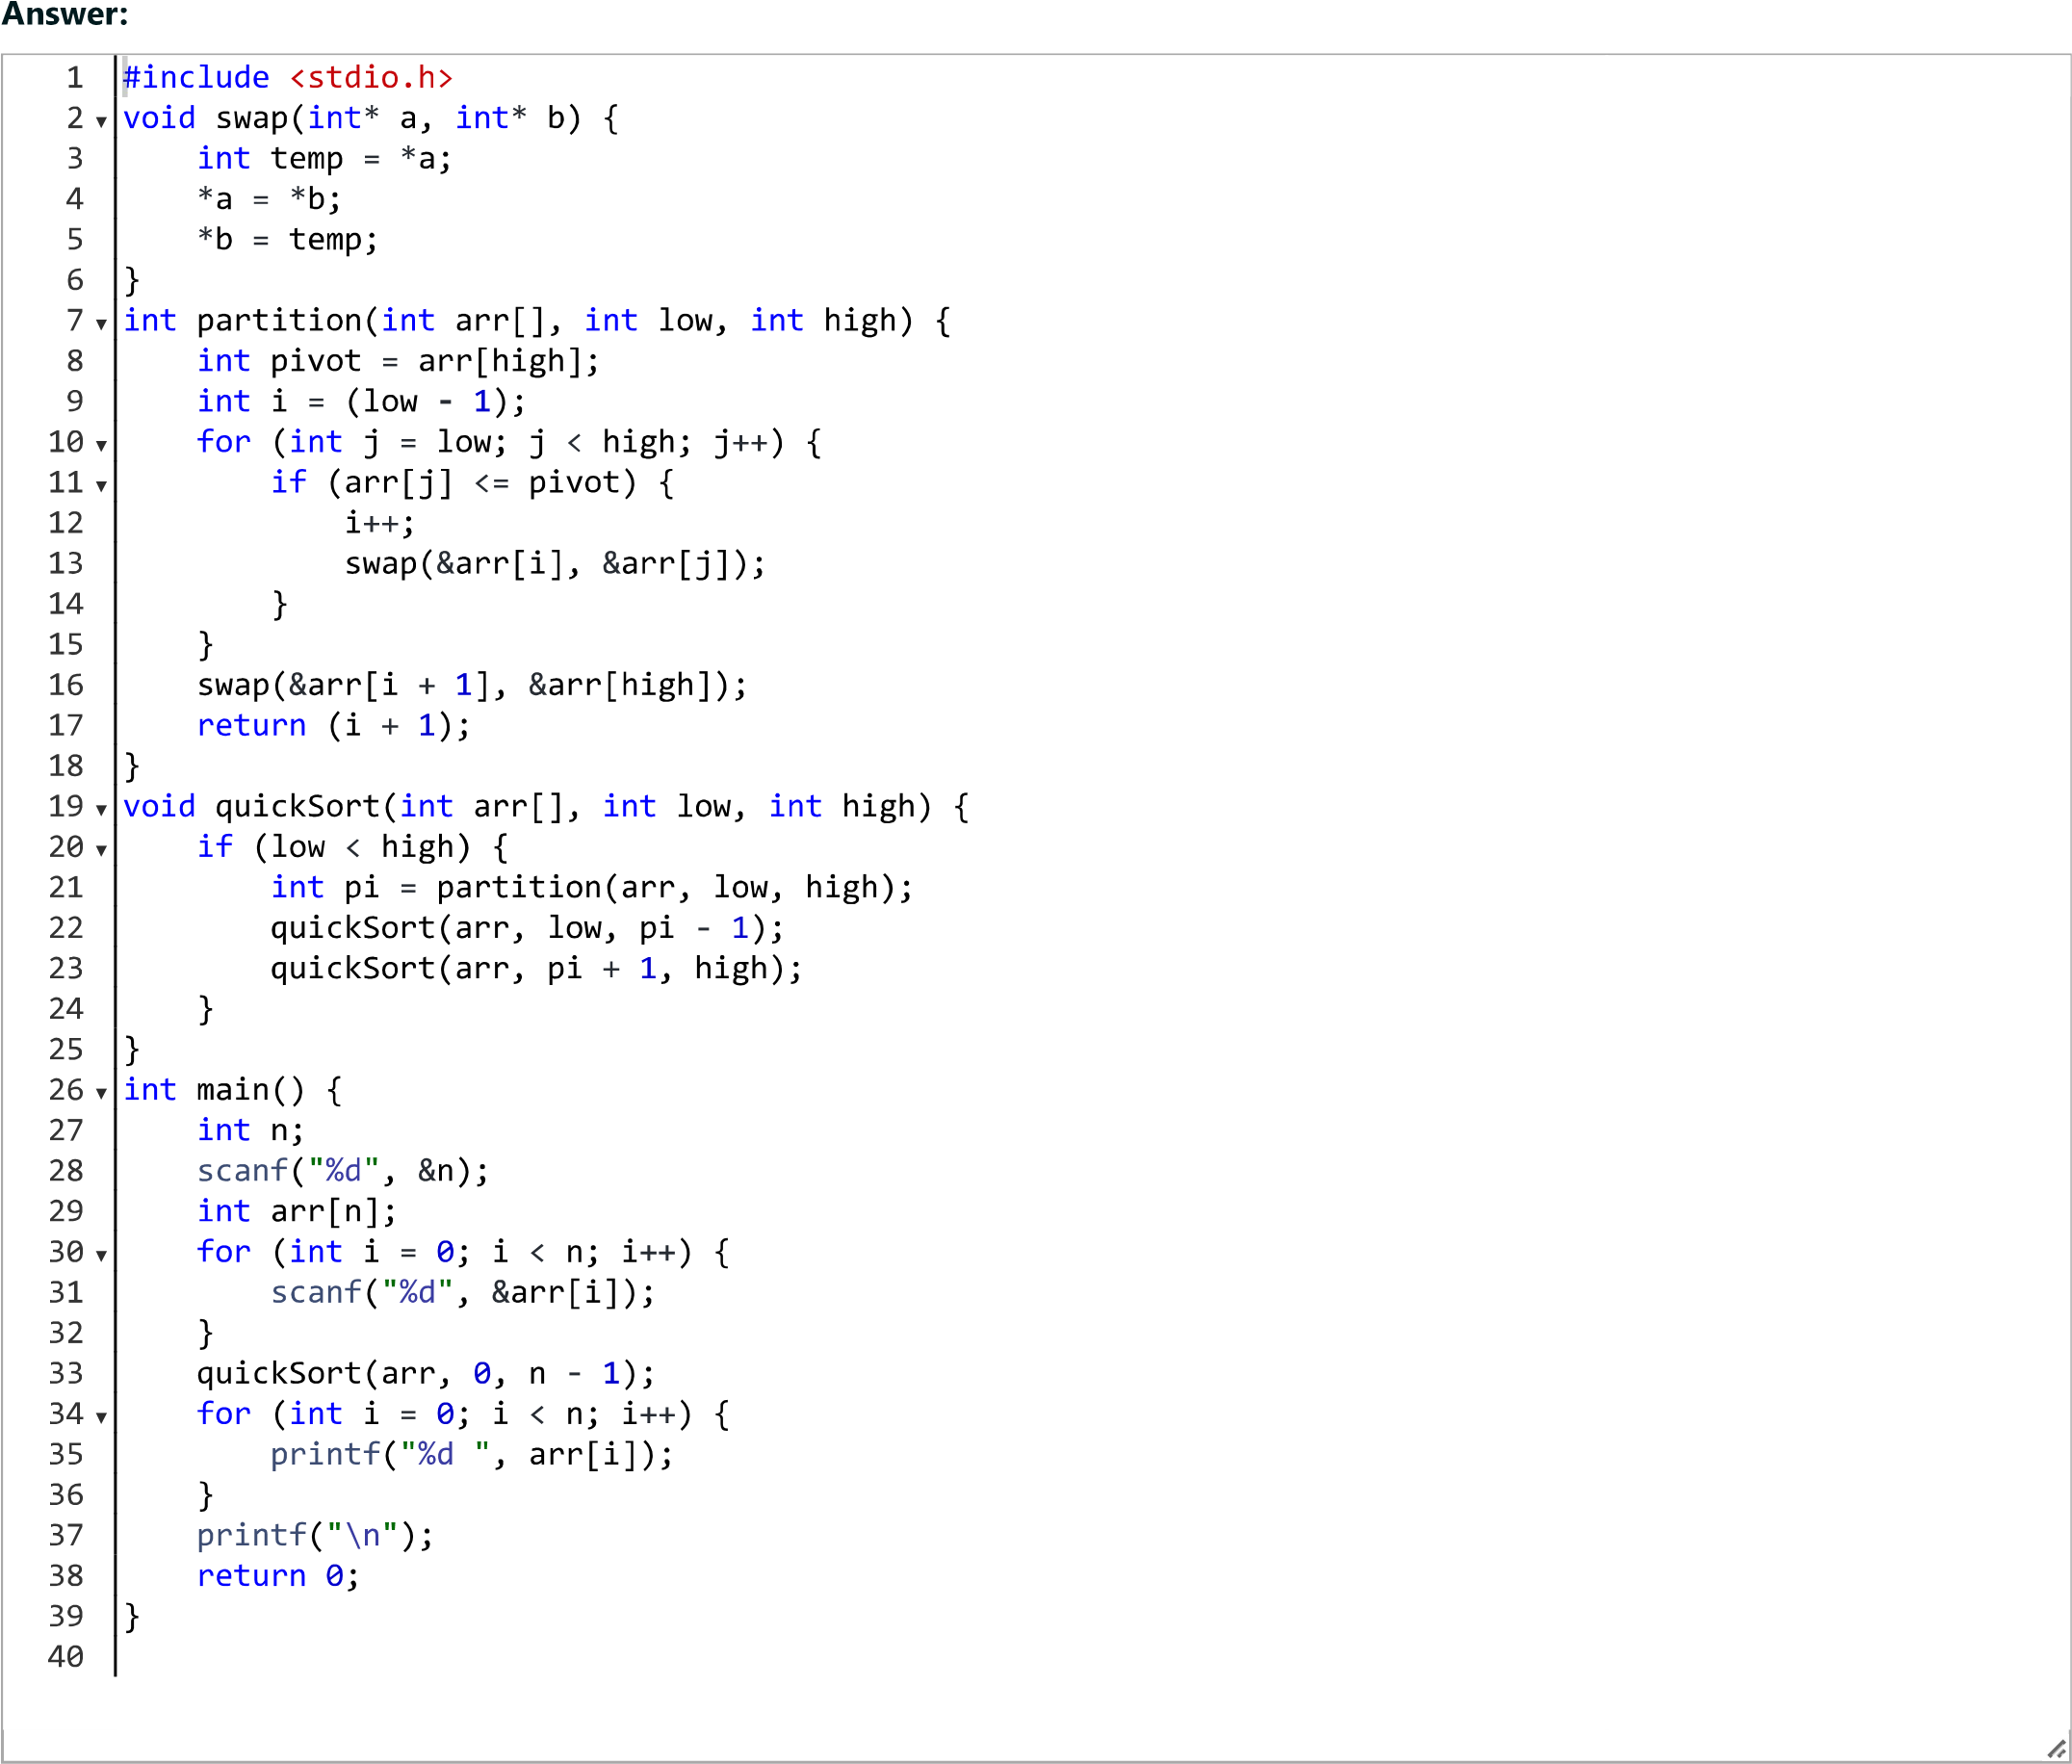 Answer:
1 #include <stdio.h>
2 void swap(int* a, int* b) {
3     int temp = *a;
4     *a = *b;
5     *b = temp;
6 }
7 int partition(int arr[], int low, int high) {
8     int pivot = arr[high];
9     int i = (low - 1);
10     for (int j = low; j < high; j++) {
11         if (arr[j] <= pivot) {
12             i++;
13             swap(&arr[i], &arr[j]);
14         }
15     }
16     swap(&arr[i + 1], &arr[high]);
17     return (i + 1);
18 }
19 void quickSort(int arr[], int low, int high) {
20     if (low < high) {
21         int pi = partition(arr, low, high);
22         quickSort(arr, low, pi - 1);
23         quickSort(arr, pi + 1, high);
24     }
25 }
26 int main() {
27     int n;
28     scanf("%d", &n);
29     int arr[n];
30     for (int i = 0; i < n; i++) {
31         scanf("%d", &arr[i]);
32     }
33     quickSort(arr, 0, n - 1);
34     for (int i = 0; i < n; i++) {
35         printf("%d ", arr[i]);
36     }
37     printf("\n");
38     return 0;
39 }
40